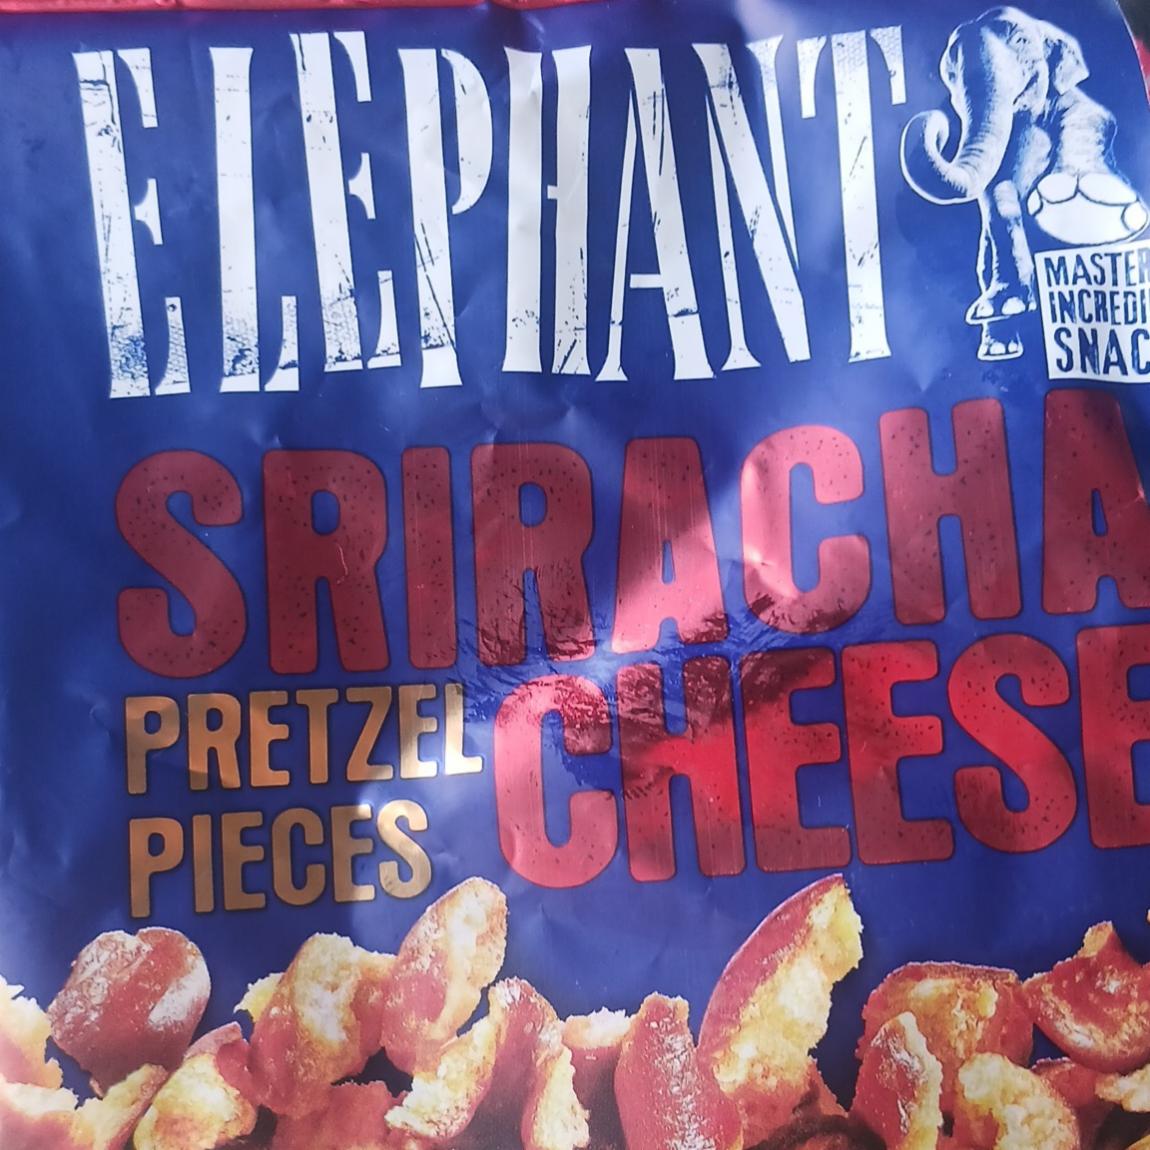 ELEPHANT
MASTER
INCREDI
SNAC
SRIRACHA
CHEESE
PRETZEL
PIECES